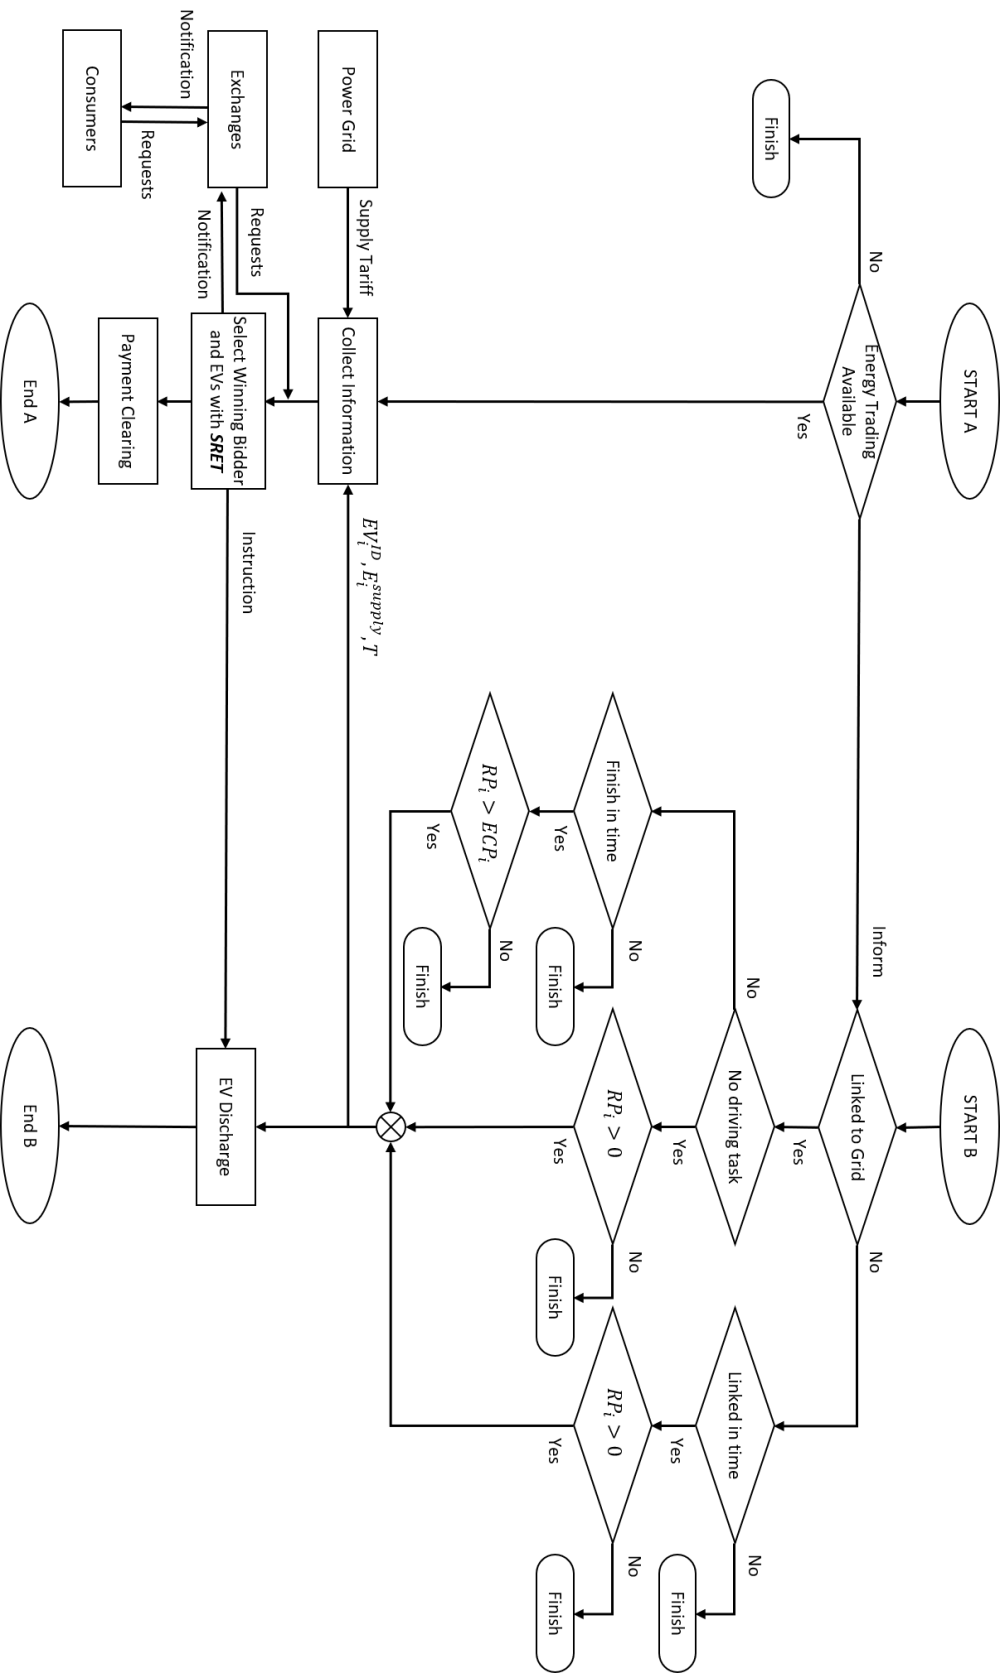 START A
START B
Energy Trading
Available
No
Yes
Finish
Inform
Linked to Grid
Yes
No
No driving task
No
Yes
Linked in time
No
Yes
Finish
Finish in time
No
Yes
Finish
RP_i > 0
No
Yes
Finish
RP_i > 0
No
Yes
Finish
RP_i > ECP_i
No
Yes
Finish
Power Grid
Supply Tariff
Collect Information
EV_i^{ID}, E_i^{supply}, T
Exchanges
Requests
Notification
Select Winning Bidder
and EVs with SRET
Instruction
EV Discharge
Notification
Requests
Consumers
Payment Clearing
End A
End B